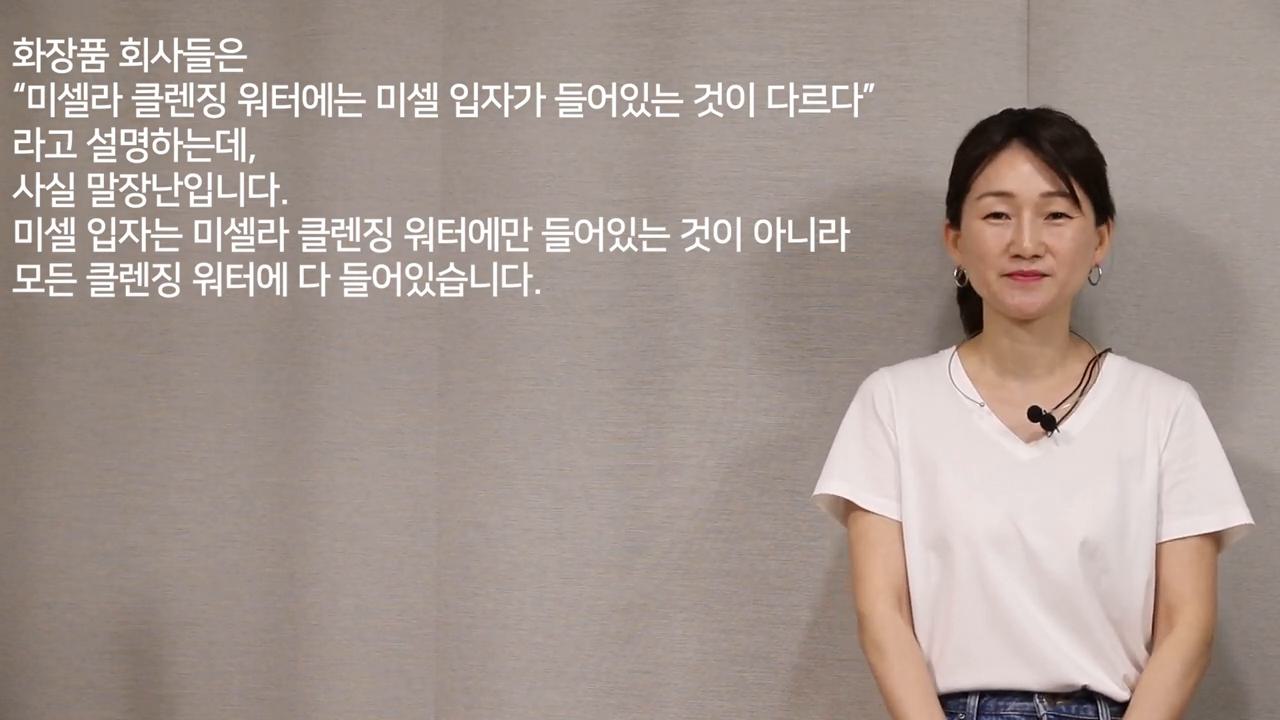 화장품 회사들은
“미셀라 클렌징 워터에는 미셀 입자가 들어있는 것이 다르다”
라고 설명하는데,
사실 말장난입니다.
미셀 입자는 미셀라 클렌징 워터에만 들어있는 것이 아니라
모든 클렌징 워터에 다 들어있습니다.